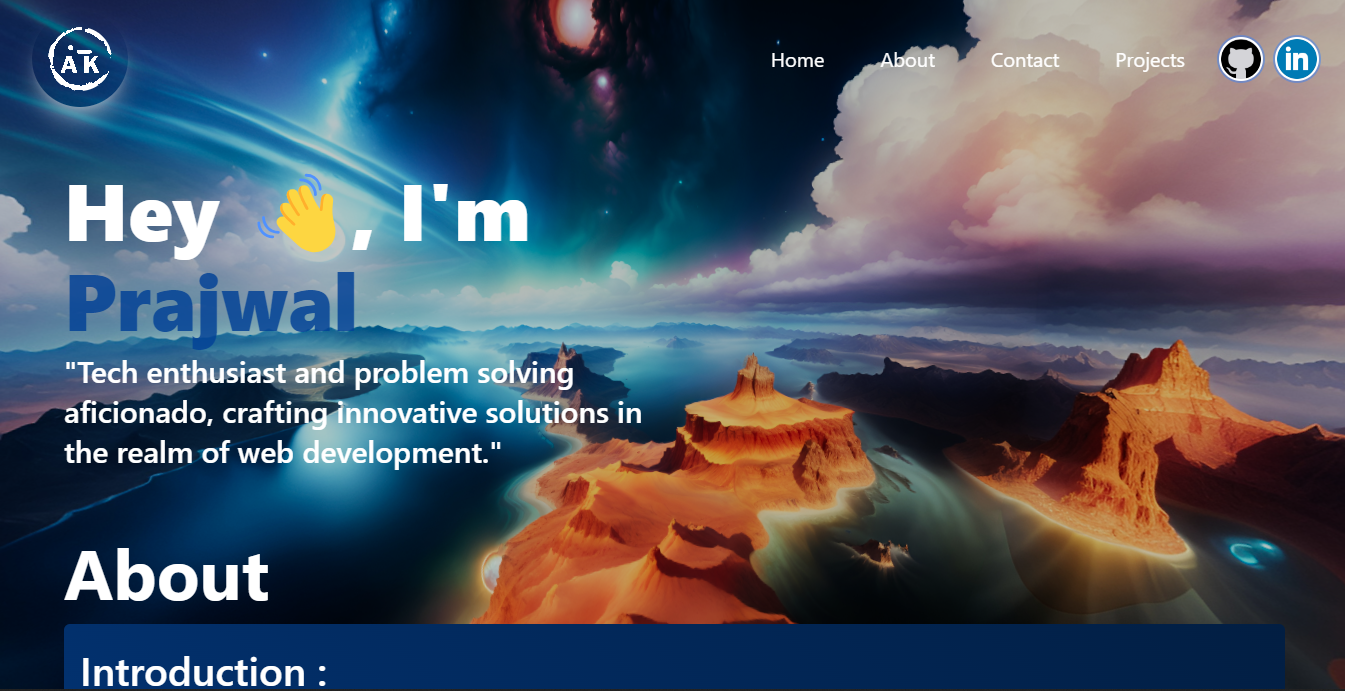 ĀK
Home About Contact Projects in
Hey 👋, I'm
Prajwal
"Tech enthusiast and problem solving
aficionado, crafting innovative solutions in
the realm of web development."
About
Introduction :